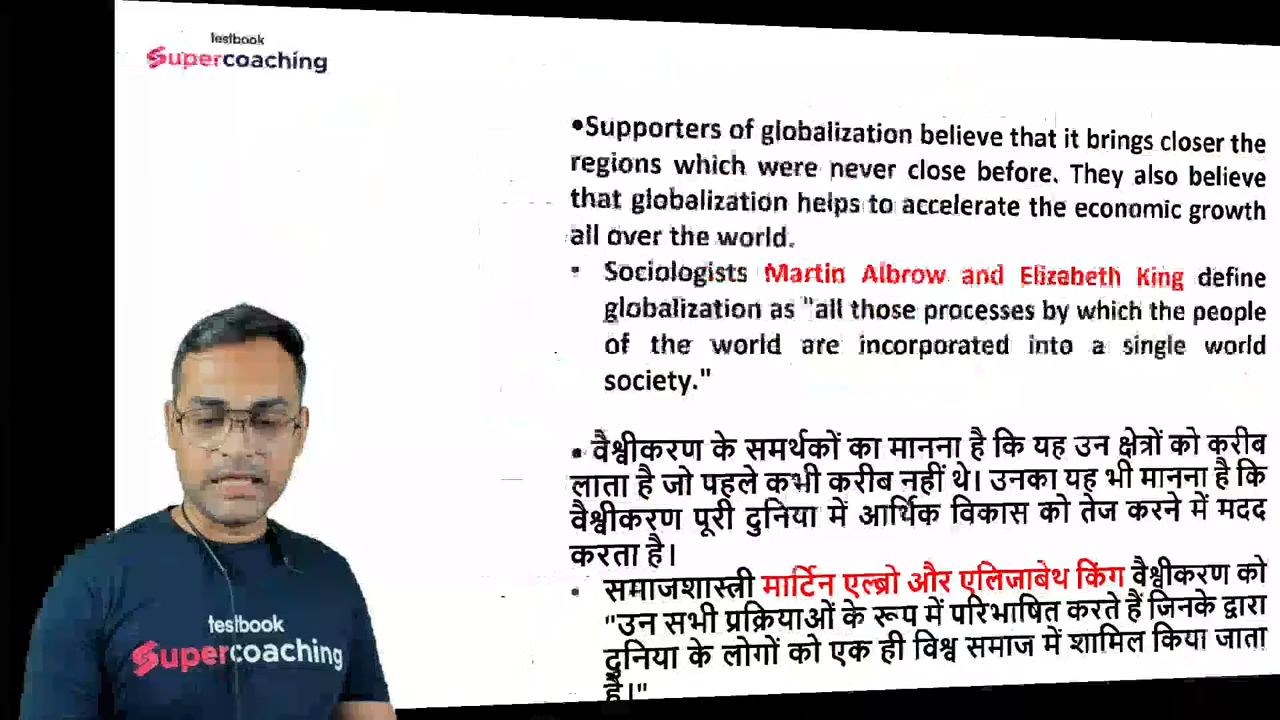 testbook
Supercoaching
•Supporters of globalization believe that it brings closer the
regions which were never close before. They also believe
that globalization helps to accelerate the economic growth
all over the world.
• Sociologists Martin Albrow and Elizabeth King define
globalization as "all those processes by which the people
of the world are incorporated into a single world
society."
• वैश्वीकरण के समर्थकों का मानना है कि यह उन क्षेत्रों को करीब
लाता है जो पहले कभी करीब नहीं थे। उनका यह भी मानना है कि
वैश्वीकरण पूरी दुनिया में आर्थिक विकास को तेज करने में मदद
करता है।
• समाजशास्त्री मार्टिन एल्ब्रो और एलिजाबेथ किंग वैश्वीकरण को
"उन सभी प्रक्रियाओं के रूप में परिभाषित करते हैं जिनके द्वारा
दुनिया के लोगों को एक ही विश्व समाज में शामिल किया जाता
है।"
testbook
Supercoaching